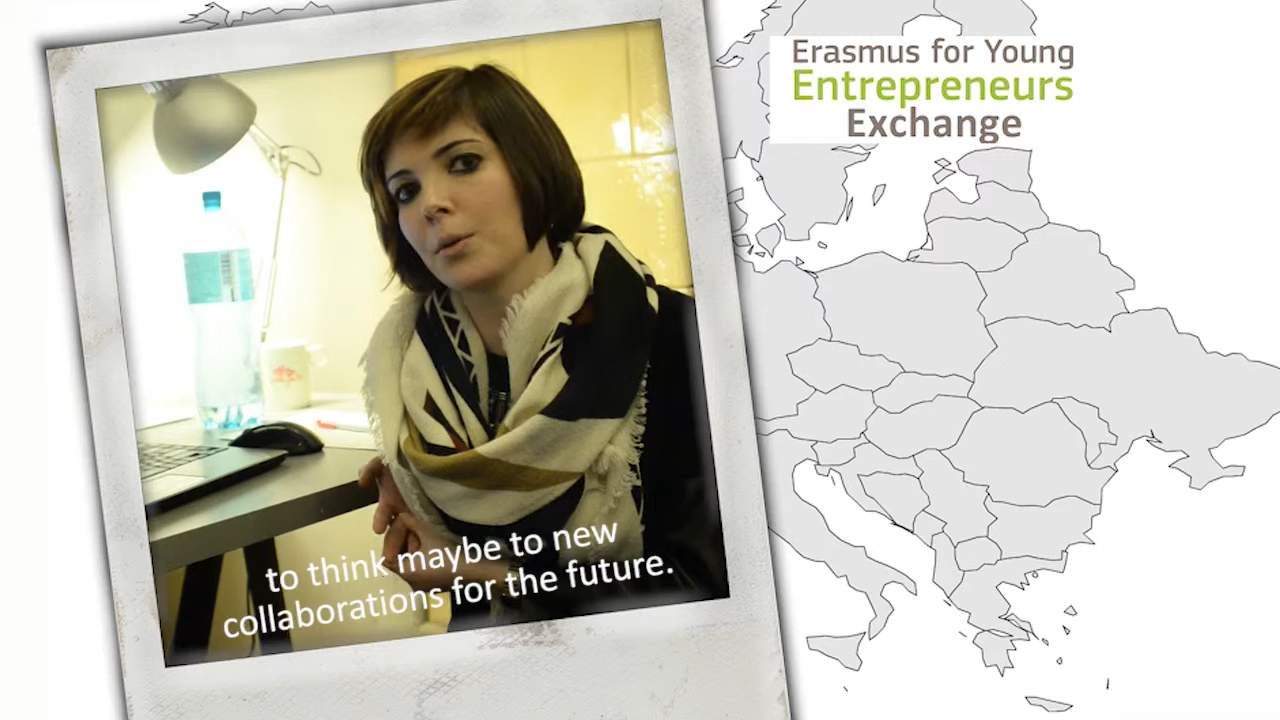 Erasmus for Young
Entrepreneurs
Exchange
to think maybe to new
collaborations for the future.